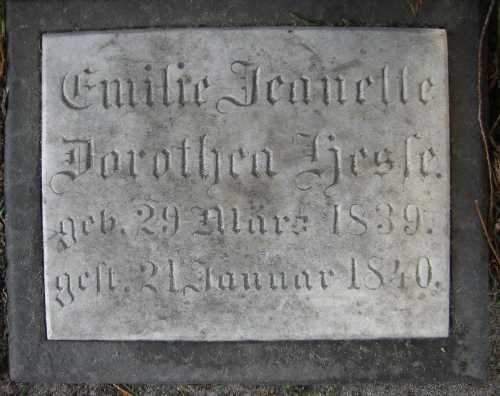 Emilie Jeanette
Dorothea Hesse.
geb. 29 März 1839.
gest. 21 Januar 1840.